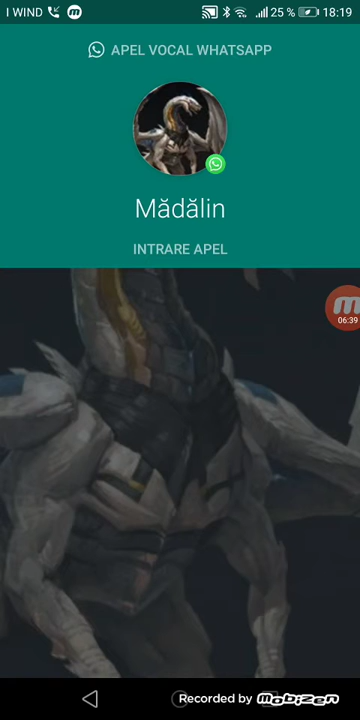 I WIND
25 %
18:19
APEL VOCAL WHATSAPP
Mădălin
INTRARE APEL
06:39
Recorded by mobizen